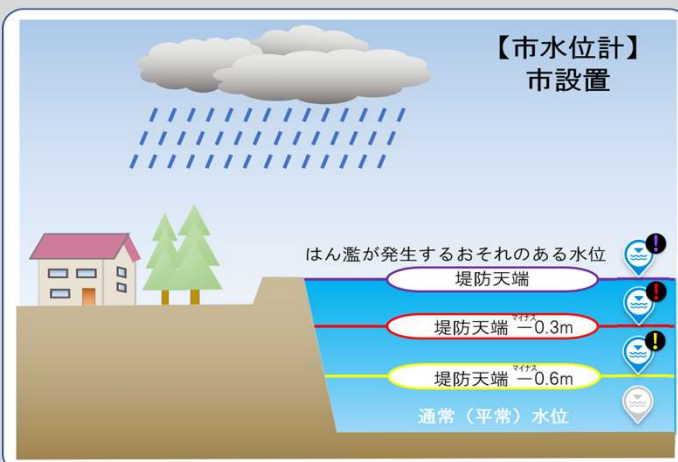 【市水位計】
市設置
はん濫が発生するおそれのある水位
堤防天端
堤防天端 マイナス －0.3m
堤防天端 マイナス －0.6m
通常（平常）水位